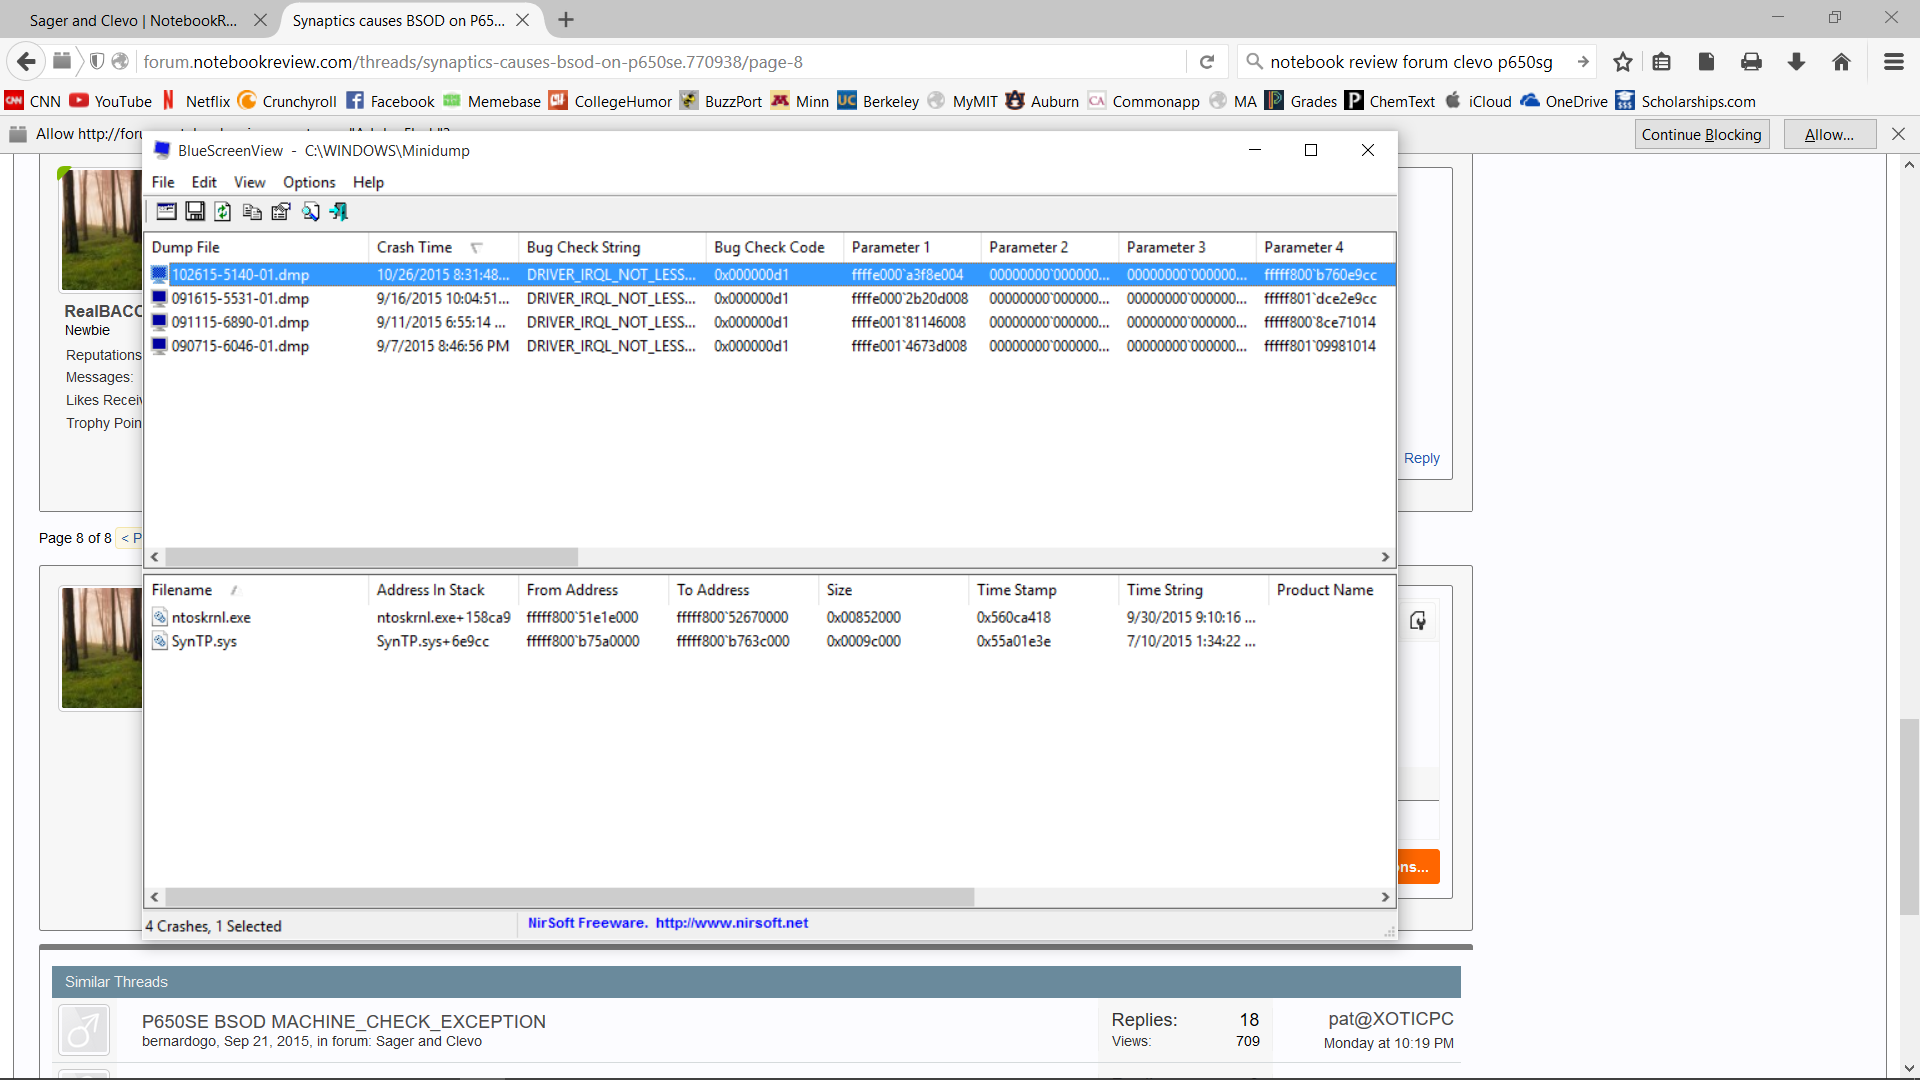 Sager and Clevo | NotebookR...
Synaptics causes BSOD on P65...
forum.notebookreview.com/threads/synaptics-causes-bsod-on-p650se.770938/page-8
notebook review forum clevo p650sg
CNN YouTube Netflix Crunchyroll Facebook Memebase CollegeHumor BuzzPort Minn Berkeley MyMIT Auburn Commonapp MA Grades ChemText iCloud OneDrive Scholarships.com
Allow http://foru
Continue Blocking
Allow...
BlueScreenView - C:\WINDOWS\Minidump
File Edit View Options Help
Dump File Crash Time Bug Check String Bug Check Code Parameter 1 Parameter 2 Parameter 3 Parameter 4
102615-5140-01.dmp 10/26/2015 8:31:48... DRIVER_IRQL_NOT_LESS... 0x000000d1 ffffe000`a3f8e004 00000000`000000... 00000000`000000... fffff800`b760e9cc
091615-5531-01.dmp 9/16/2015 10:04:51... DRIVER_IRQL_NOT_LESS... 0x000000d1 ffffe000`2b20d008 00000000`000000... 00000000`000000... fffff801`dce2e9cc
091115-6890-01.dmp 9/11/2015 6:55:14 ... DRIVER_IRQL_NOT_LESS... 0x000000d1 ffffe001`81146008 00000000`000000... 00000000`000000... fffff800`8ce71014
090715-6046-01.dmp 9/7/2015 8:46:56 PM DRIVER_IRQL_NOT_LESS... 0x000000d1 ffffe001`4673d008 00000000`000000... 00000000`000000... fffff801`09981014
RealBACO
Newbie
Reputations
Messages:
Likes Recei
Trophy Poin
Reply
Page 8 of 8 < P
Filename Address In Stack From Address To Address Size Time Stamp Time String Product Name
ntoskrnl.exe ntoskrnl.exe+158ca9 fffff800`51e1e000 fffff800`52670000 0x00852000 0x560ca418 9/30/2015 9:10:16 ...
SynTP.sys SynTP.sys+6e9cc fffff800`b75a0000 fffff800`b763c000 0x0009c000 0x55a01e3e 7/10/2015 1:34:22 ...
ns...
4 Crashes, 1 Selected
NirSoft Freeware. http://www.nirsoft.net
Similar Threads
P650SE BSOD MACHINE_CHECK_EXCEPTION
bernardogo, Sep 21, 2015, in forum: Sager and Clevo
Replies: 18
Views: 709
pat@XOTICPC
Monday at 10:19 PM